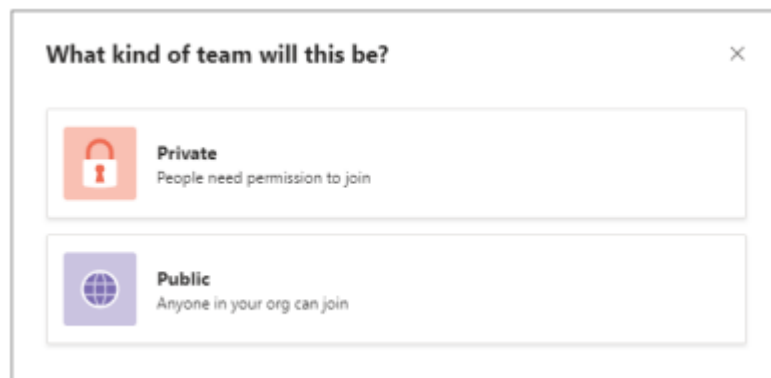 What kind of team will this be?
Private
People need permission to join
Public
Anyone in your org can join